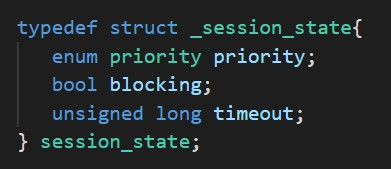 typedef struct _session_state{
enum priority priority;
bool blocking;
unsigned long timeout;
} session_state;